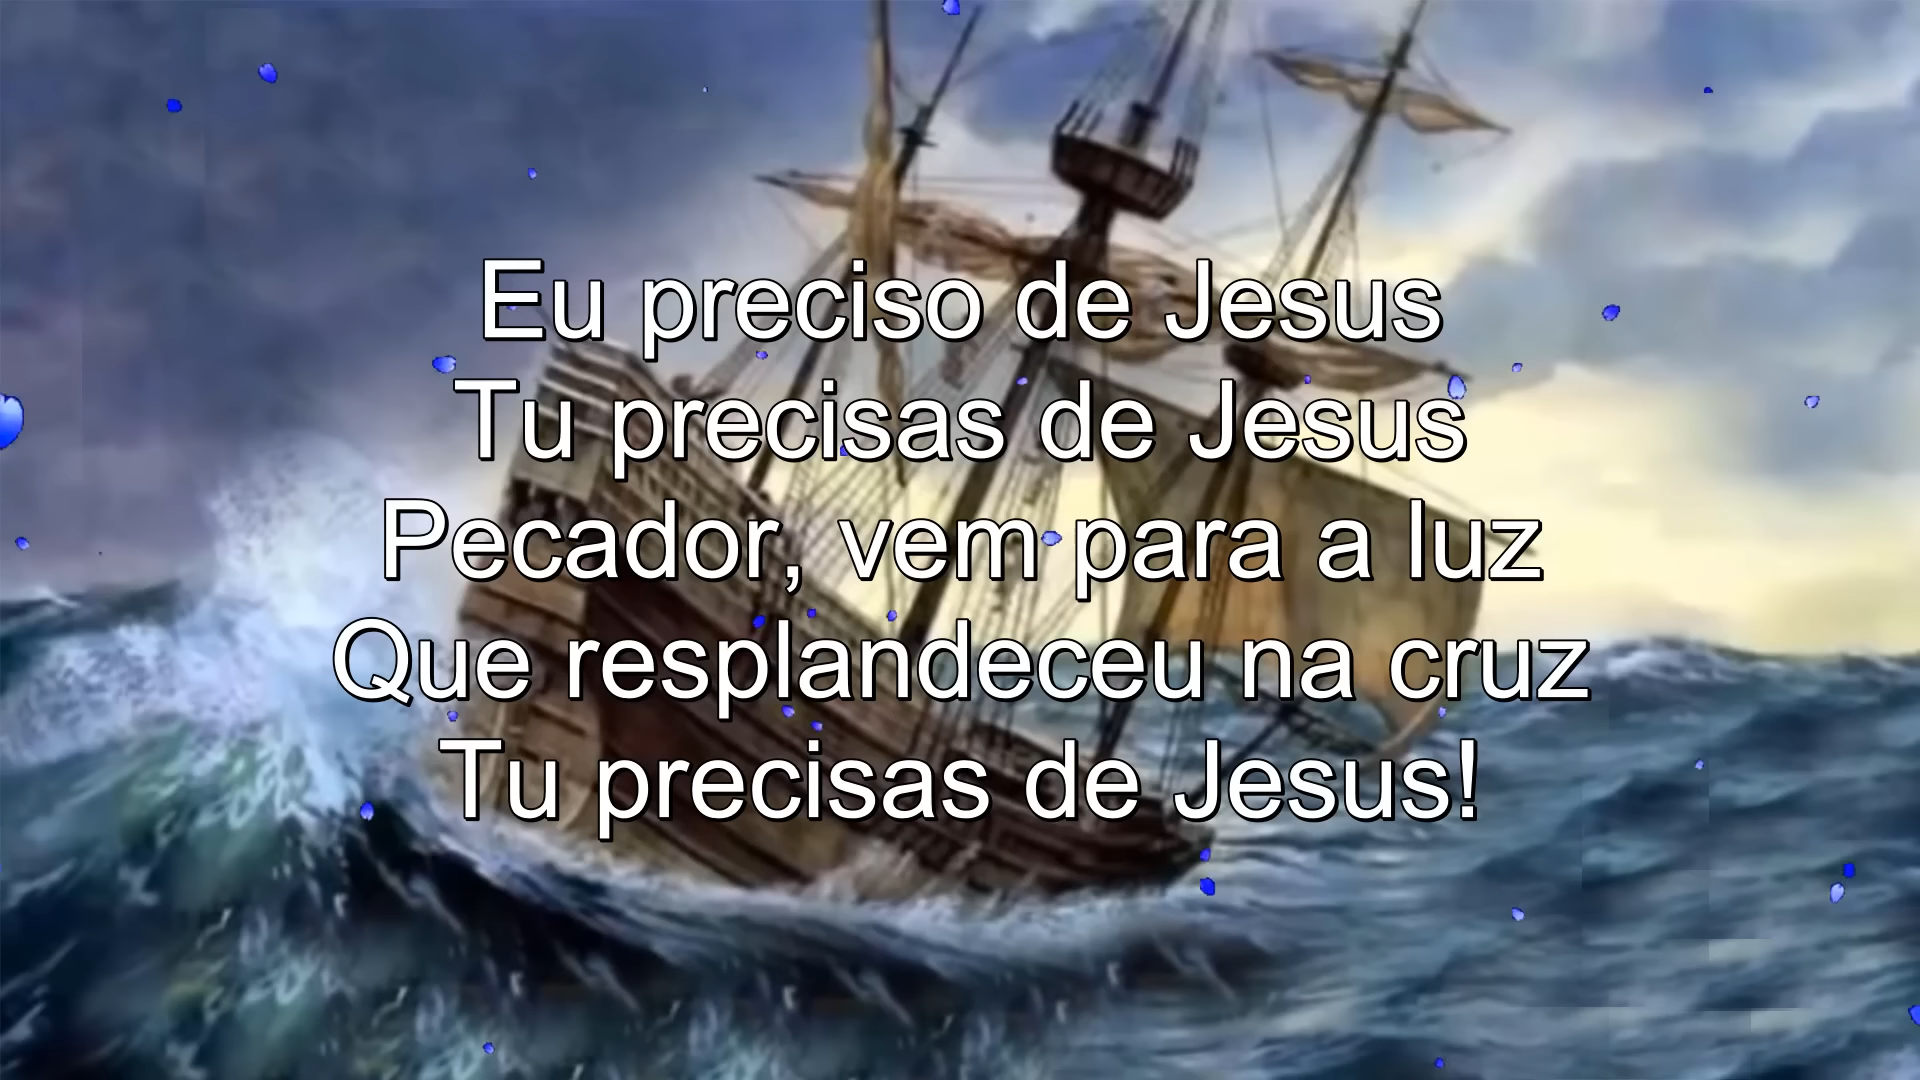 Eu preciso de Jesus
Tu precisas de Jesus
Pecador, vem para a luz
Que resplandeceu na cruz
Tu precisas de Jesus!